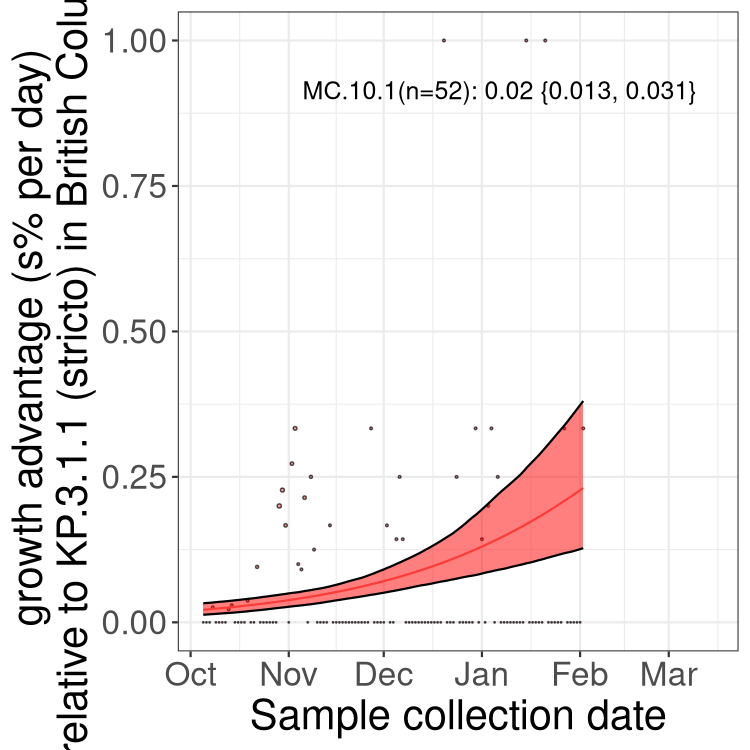 growth advantage (s% per day)
relative to KP.3.1.1 (stricto) in British Colu
1.00
0.75
0.50
0.25
0.00
MC.10.1(n=52): 0.02 {0.013, 0.031}
Oct Nov Dec Jan Feb Mar
Sample collection date